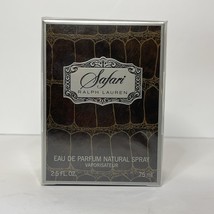 Safari
RALPH LAUREN
EAU DE PARFUM NATURAL SPRAY
VAPORISATEUR
2.5 FL.OZ. 75 mL